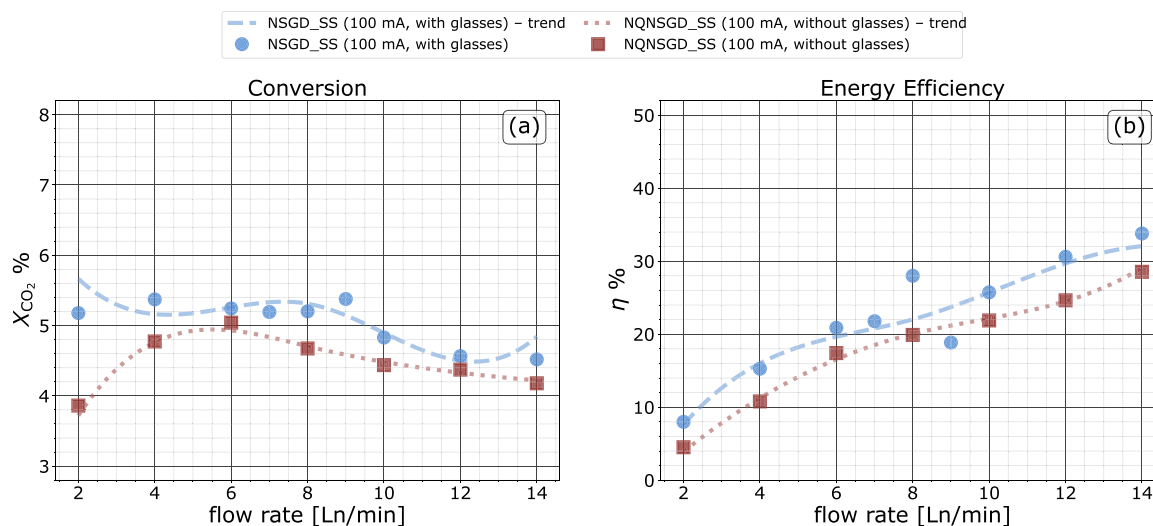 NSGD_SS (100 mA, with glasses) – trend
NSGD_SS (100 mA, with glasses)
NQNSGD_SS (100 mA, without glasses) – trend
NQNSGD_SS (100 mA, without glasses)
Conversion
(a)
8
7
6
5
4
3
X_CO₂ %
2 4 6 8 10 12 14
flow rate [Ln/min]
Energy Efficiency
(b)
50
40
30
20
10
0
η %
2 4 6 8 10 12 14
flow rate [Ln/min]